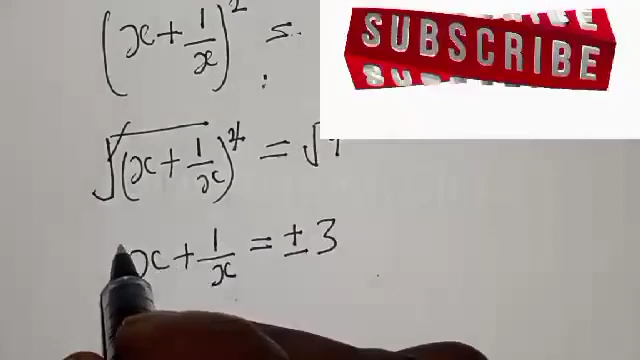 (x + 1/x)² =
SUBSCRIBE
√(x + 1/x)² = √
x + 1/x = ± 3